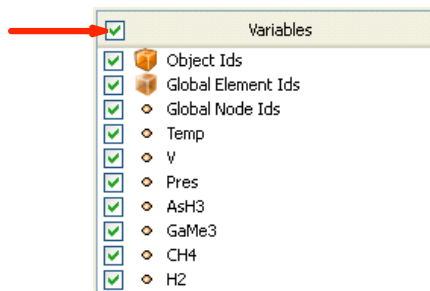 Variables
Object Ids
Global Element Ids
Global Node Ids
Temp
V
Pres
AsH3
GaMe3
CH4
H2